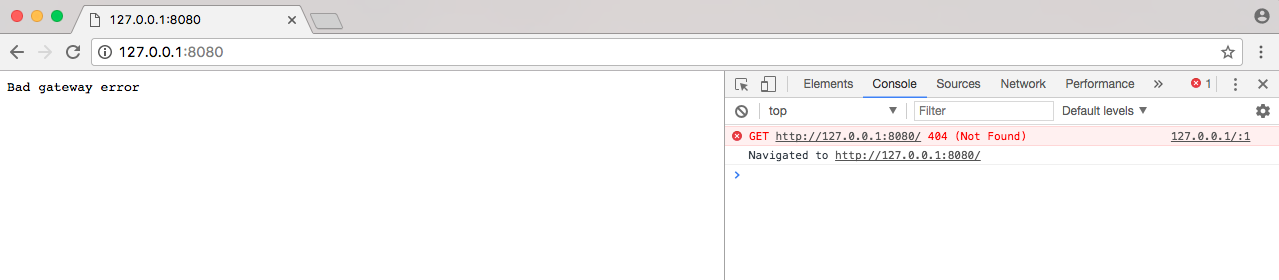 127.0.0.1:8080
127.0.0.1:8080
Bad gateway error
Elements Console Sources Network Performance » 1
top Filter Default levels
GET http://127.0.0.1:8080/ 404 (Not Found) 127.0.0.1/:1
Navigated to http://127.0.0.1:8080/